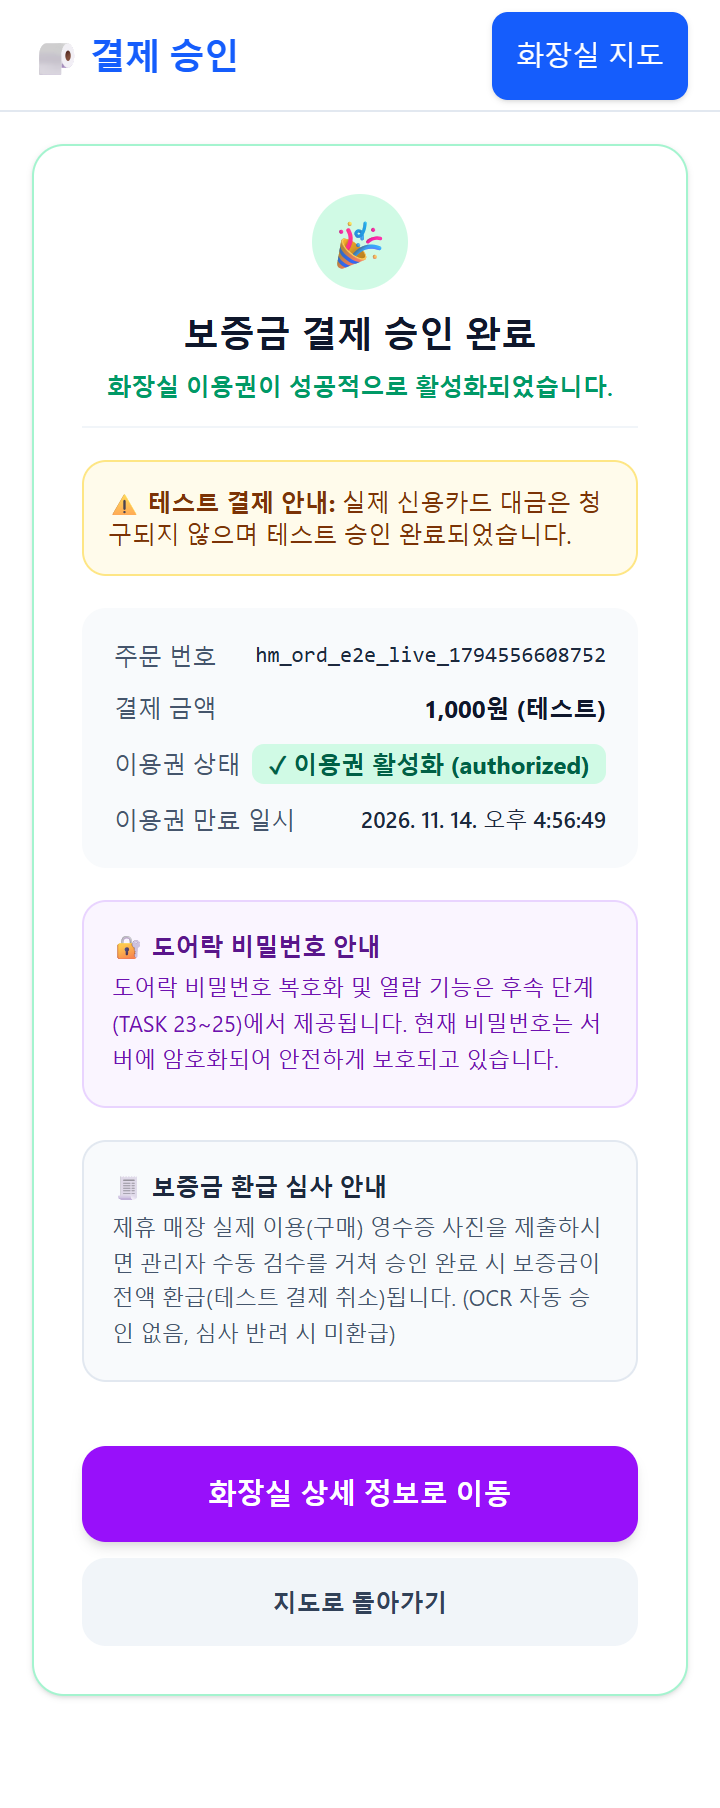 결제 승인
화장실 지도
보증금 결제 승인 완료
화장실 이용권이 성공적으로 활성화되었습니다.
⚠️ 테스트 결제 안내: 실제 신용카드 대금은 청
구되지 않으며 테스트 승인 완료되었습니다.
주문 번호 hm_ord_e2e_live_1794556608752
결제 금액 1,000원 (테스트)
이용권 상태 ✓ 이용권 활성화 (authorized)
이용권 만료 일시 2026. 11. 14. 오후 4:56:49
도어락 비밀번호 안내
도어락 비밀번호 복호화 및 열람 기능은 후속 단계
(TASK 23~25)에서 제공됩니다. 현재 비밀번호는 서
버에 암호화되어 안전하게 보호되고 있습니다.
보증금 환급 심사 안내
제휴 매장 실제 이용(구매) 영수증 사진을 제출하시
면 관리자 수동 검수를 거쳐 승인 완료 시 보증금이
전액 환급(테스트 결제 취소)됩니다. (OCR 자동 승
인 없음, 심사 반려 시 미환급)
화장실 상세 정보로 이동
지도로 돌아가기